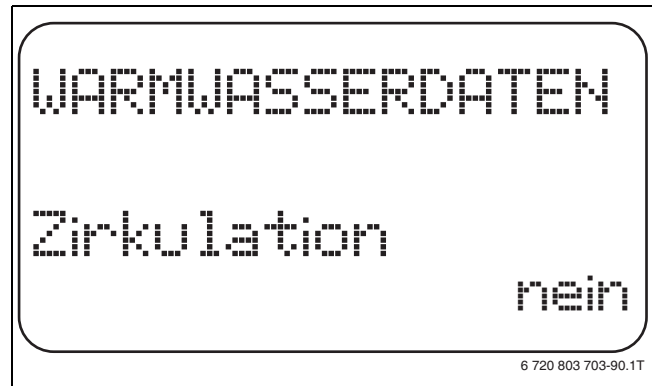 WARMWASSERDATEN
Zirkulation
nein
6 720 803 703-90.1T